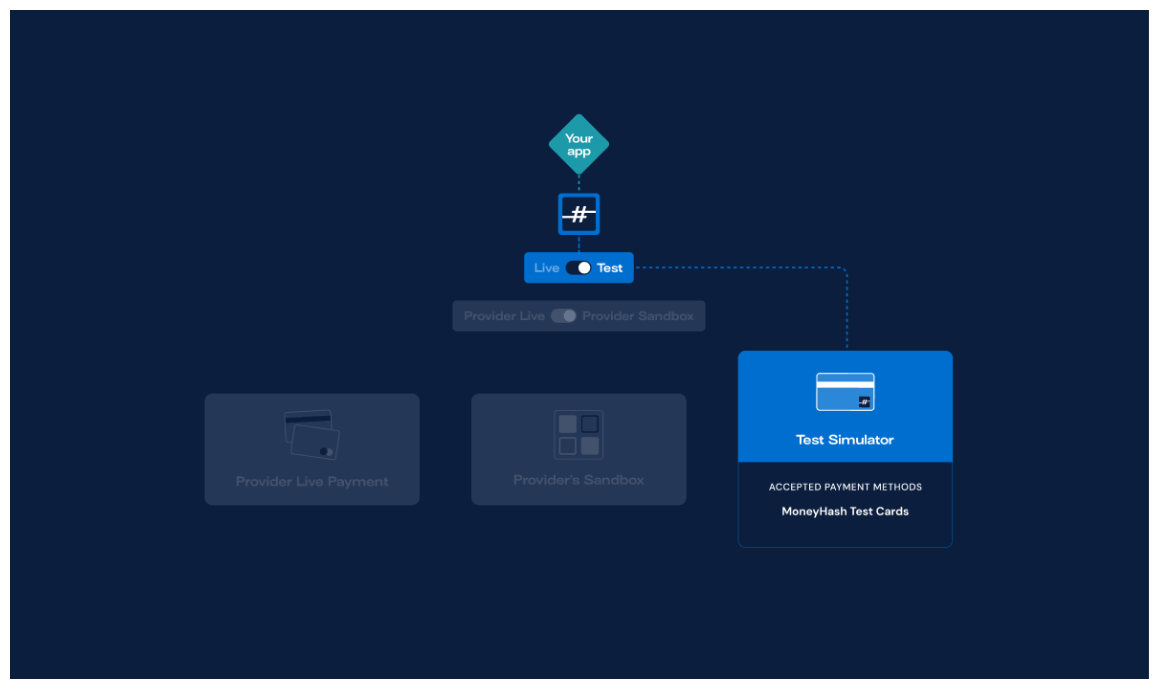 Your
app
#
Live Test
Provider Live Provider Sandbox
#
Test Simulator
Provider Live Payment
Provider's Sandbox
ACCEPTED PAYMENT METHODS
MoneyHash Test Cards